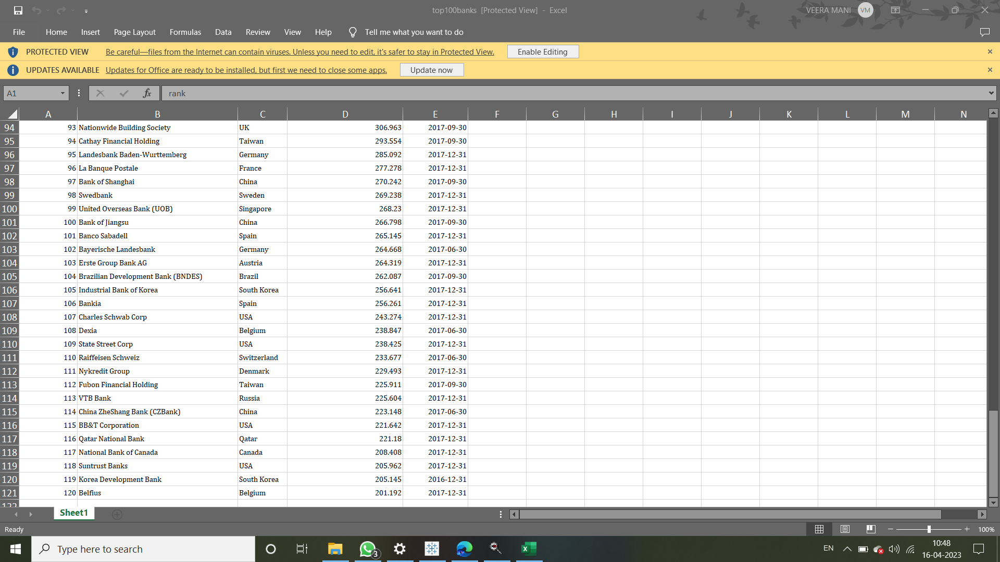 top100banks [Protected View] - Excel
VEERA MANI VM
File Home Insert Page Layout Formulas Data Review View Help Tell me what you want to do
PROTECTED VIEW Be careful—files from the Internet can contain viruses. Unless you need to edit, it's safer to stay in Protected View. Enable Editing
UPDATES AVAILABLE Updates for Office are ready to be installed, but first we need to close some apps. Update now
A1 fx rank
A B C D E F G H I J K L M N
94 93 Nationwide Building Society UK 306.963 2017-09-30
95 94 Cathay Financial Holding Taiwan 293.554 2017-09-30
96 95 Landesbank Baden-Wurttemberg Germany 285.092 2017-12-31
97 96 La Banque Postale France 277.278 2017-12-31
98 97 Bank of Shanghai China 270.242 2017-09-30
99 98 Swedbank Sweden 269.238 2017-12-31
100 99 United Overseas Bank (UOB) Singapore 268.23 2017-12-31
101 100 Bank of Jiangsu China 266.798 2017-09-30
102 101 Banco Sabadell Spain 265.145 2017-12-31
103 102 Bayerische Landesbank Germany 264.668 2017-06-30
104 103 Erste Group Bank AG Austria 264.319 2017-12-31
105 104 Brazilian Development Bank (BNDES) Brazil 262.087 2017-09-30
106 105 Industrial Bank of Korea South Korea 256.641 2017-12-31
107 106 Bankia Spain 256.261 2017-12-31
108 107 Charles Schwab Corp USA 243.274 2017-12-31
109 108 Dexia Belgium 238.847 2017-06-30
110 109 State Street Corp USA 238.425 2017-12-31
111 110 Raiffeisen Schweiz Switzerland 233.677 2017-06-30
112 111 Nykredit Group Denmark 229.493 2017-12-31
113 112 Fubon Financial Holding Taiwan 225.911 2017-09-30
114 113 VTB Bank Russia 225.604 2017-12-31
115 114 China ZheShang Bank (CZBank) China 223.148 2017-06-30
116 115 BB&T Corporation USA 221.642 2017-12-31
117 116 Qatar National Bank Qatar 221.18 2017-12-31
118 117 National Bank of Canada Canada 208.408 2017-12-31
119 118 Suntrust Banks USA 205.962 2017-12-31
120 119 Korea Development Bank South Korea 205.145 2016-12-31
121 120 Belfius Belgium 201.192 2017-12-31
122
Sheet1
Ready 100%
Type here to search 3 EN 10:48
16-04-2023